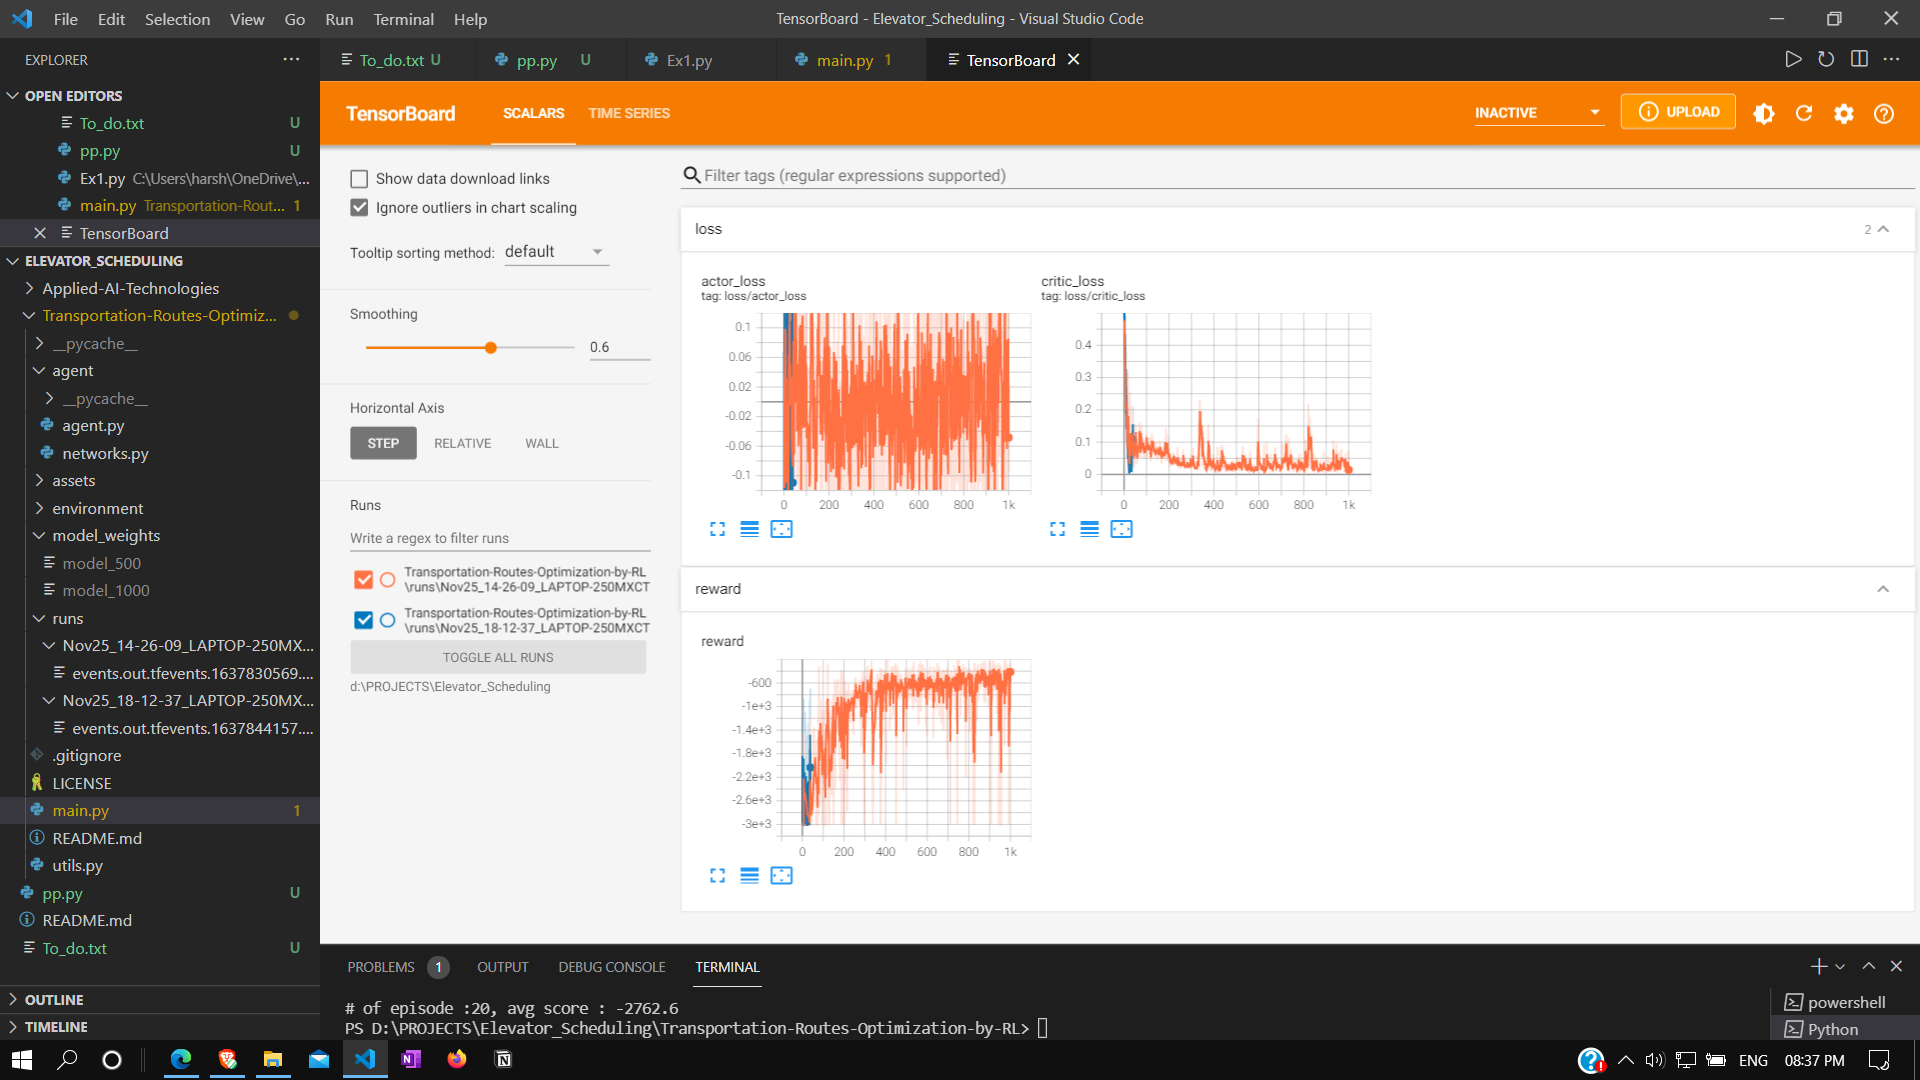 File Edit Selection View Go Run Terminal Help
TensorBoard - Elevator_Scheduling - Visual Studio Code
EXPLORER
To_do.txt U
pp.py U
Ex1.py
main.py 1
TensorBoard
OPEN EDITORS
To_do.txt U
pp.py U
Ex1.py C:\Users\harsh\OneDrive\...
main.py Transportation-Rout... 1
TensorBoard
ELEVATOR_SCHEDULING
Applied-AI-Technologies
Transportation-Routes-Optimiz...
__pycache__
agent
__pycache__
agent.py
networks.py
assets
environment
model_weights
model_500
model_1000
runs
Nov25_14-26-09_LAPTOP-250MX...
events.out.tfevents.1637830569....
Nov25_18-12-37_LAPTOP-250MX...
events.out.tfevents.1637844157....
.gitignore
LICENSE
main.py 1
README.md
utils.py
pp.py U
README.md
To_do.txt U
OUTLINE
TIMELINE
TensorBoard
SCALARS
TIME SERIES
INACTIVE
UPLOAD
Show data download links
Ignore outliers in chart scaling
Tooltip sorting method: default
Smoothing
0.6
Horizontal Axis
STEP RELATIVE WALL
Runs
Write a regex to filter runs
Transportation-Routes-Optimization-by-RL
\runs\Nov25_14-26-09_LAPTOP-250MXCT
Transportation-Routes-Optimization-by-RL
\runs\Nov25_18-12-37_LAPTOP-250MXCT
TOGGLE ALL RUNS
d:\PROJECTS\Elevator_Scheduling
Filter tags (regular expressions supported)
loss
2
actor_loss
tag: loss/actor_loss
0.1
0.06
0.02
-0.02
-0.06
-0.1
0 200 400 600 800 1k
critic_loss
tag: loss/critic_loss
0.4
0.3
0.2
0.1
0
0 200 400 600 800 1k
reward
reward
-600
-1e+3
-1.4e+3
-1.8e+3
-2.2e+3
-2.6e+3
-3e+3
0 200 400 600 800 1k
PROBLEMS 1 OUTPUT DEBUG CONSOLE TERMINAL
# of episode :20, avg score : -2762.6
PS D:\PROJECTS\Elevator_Scheduling\Transportation-Routes-Optimization-by-RL>
powershell
Python
ENG 08:37 PM